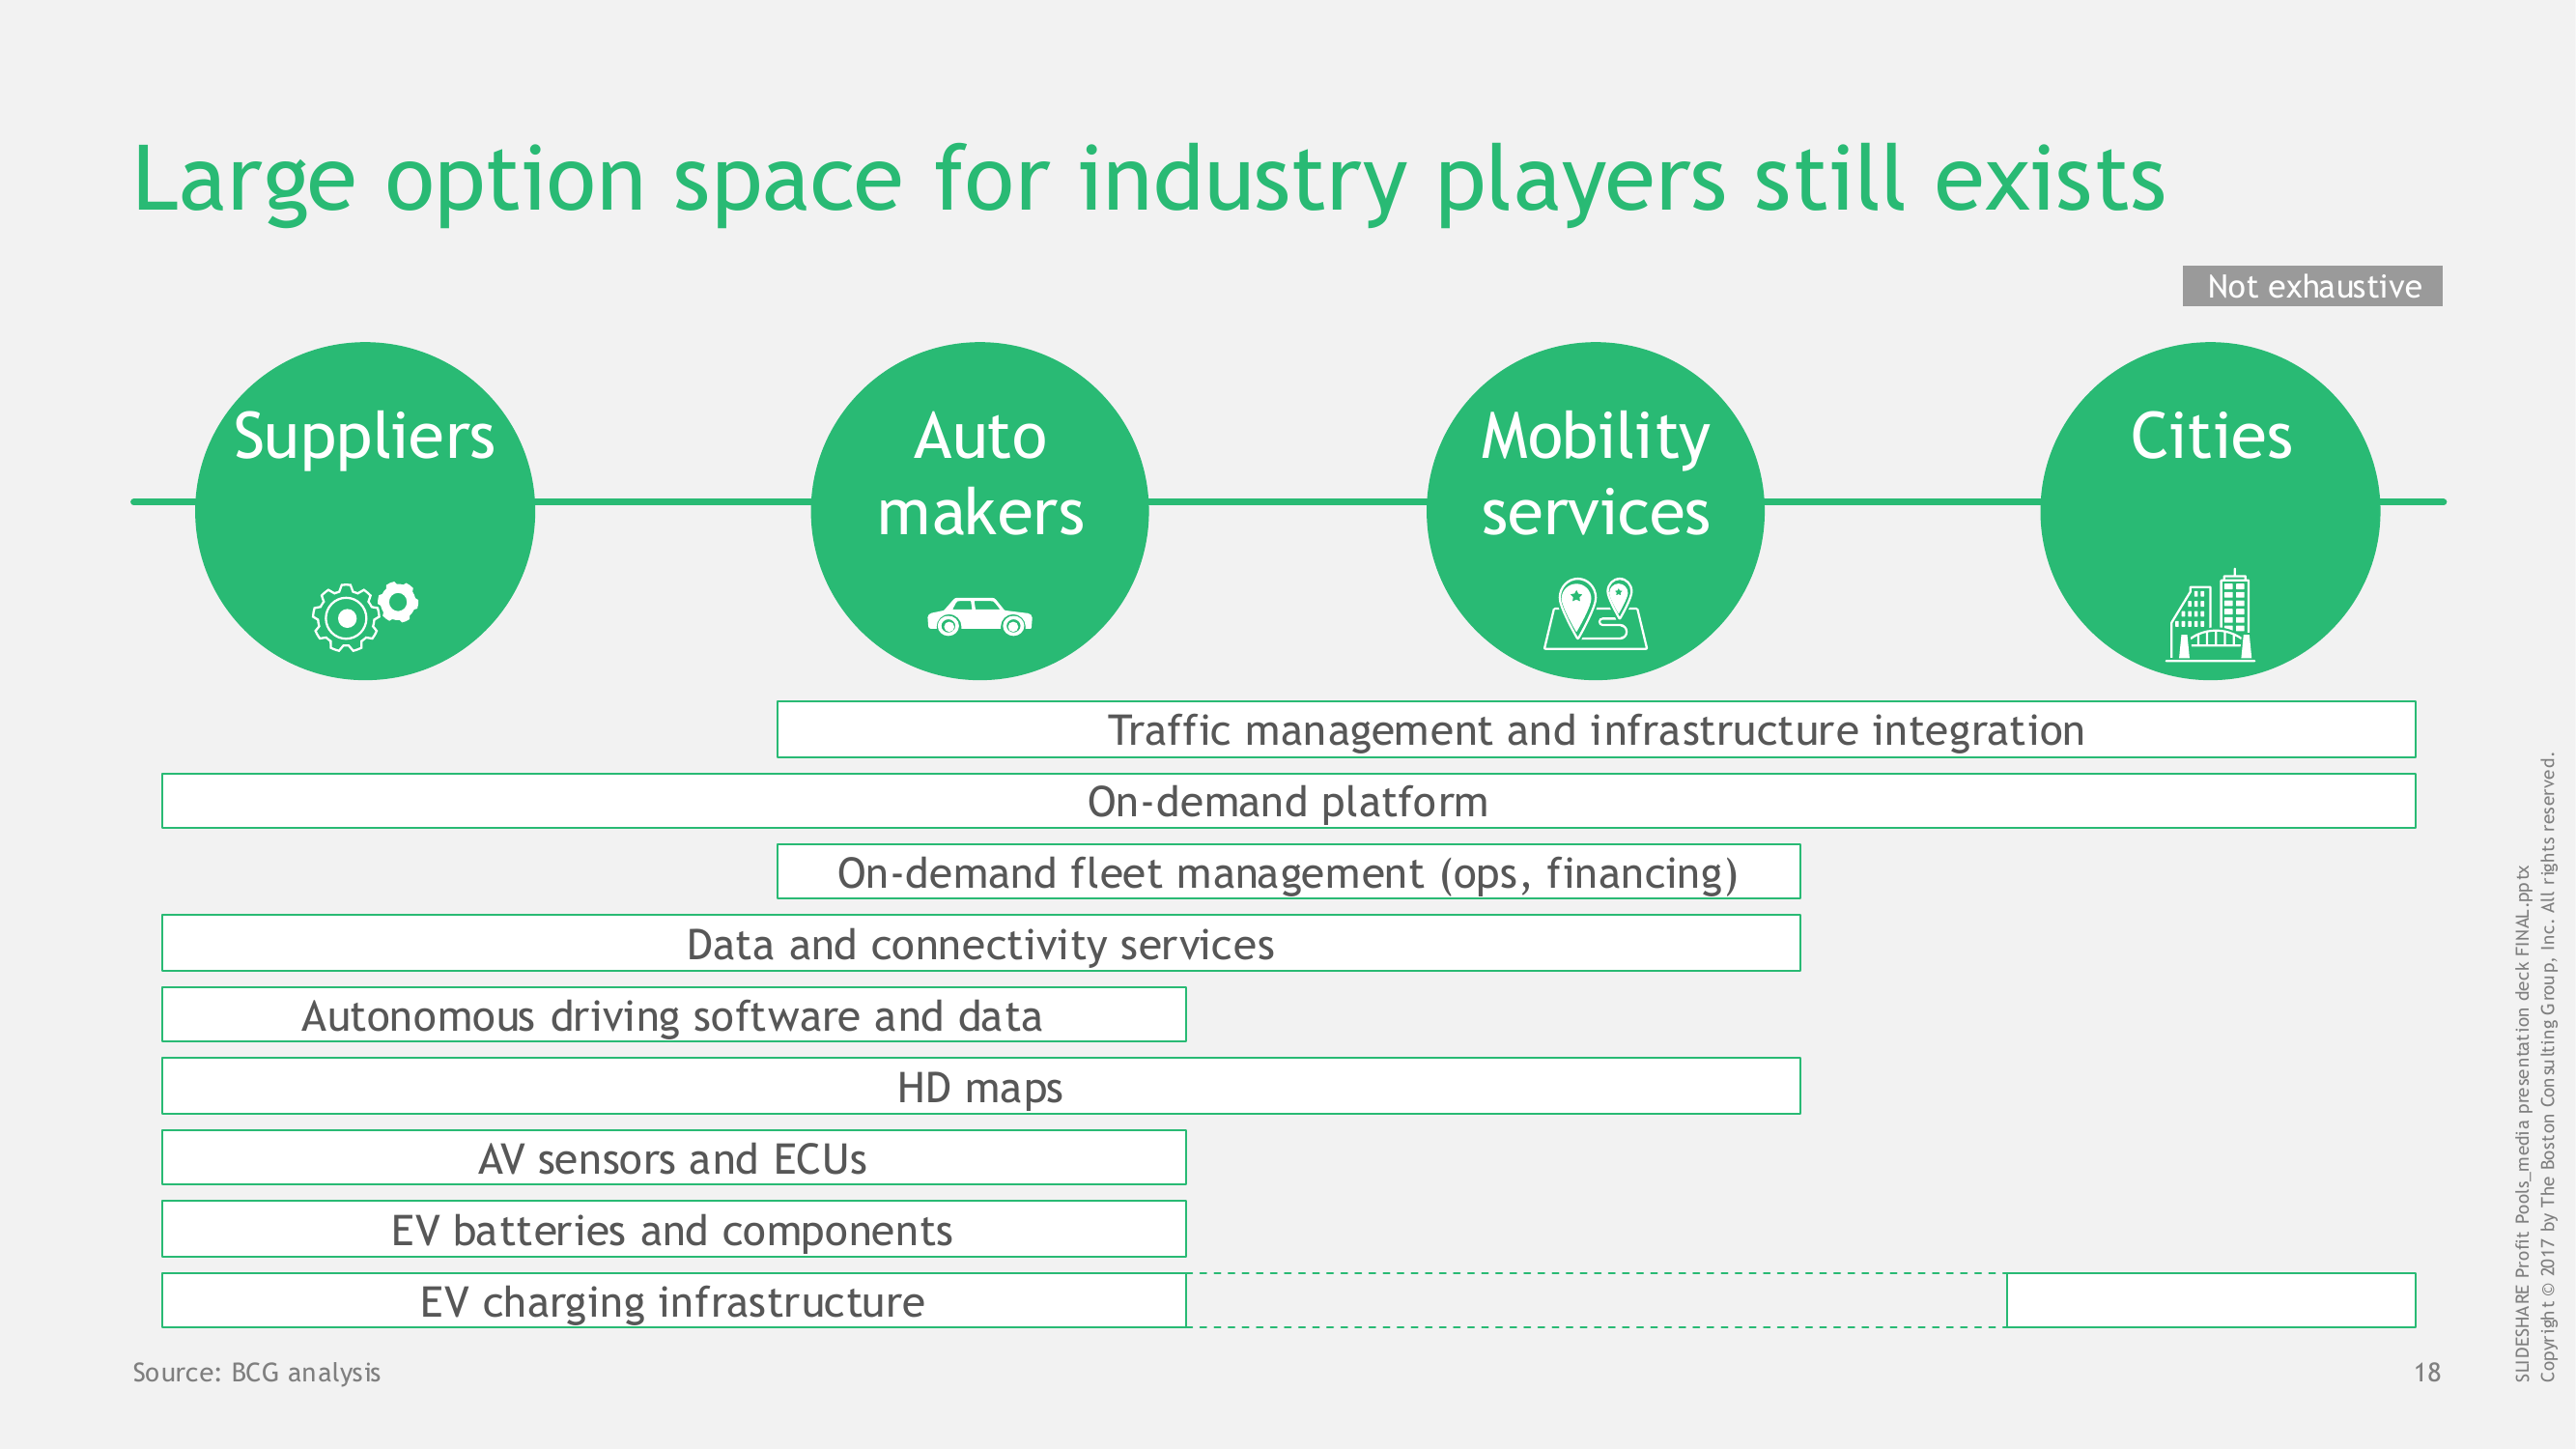 Large option space for industry players still exists
Not exhaustive
Suppliers
Auto
makers
Mobility
services
Cities
Traffic management and infrastructure integration
On-demand platform
On-demand fleet management (ops, financing)
Data and connectivity services
Autonomous driving software and data
HD maps
AV sensors and ECUs
EV batteries and components
EV charging infrastructure
Source: BCG analysis
18
SLIDESHARE Profit Pools_media presentation deck FINAL.pptx
Copyright © 2017 by The Boston Consulting Group, Inc. All rights reserved.